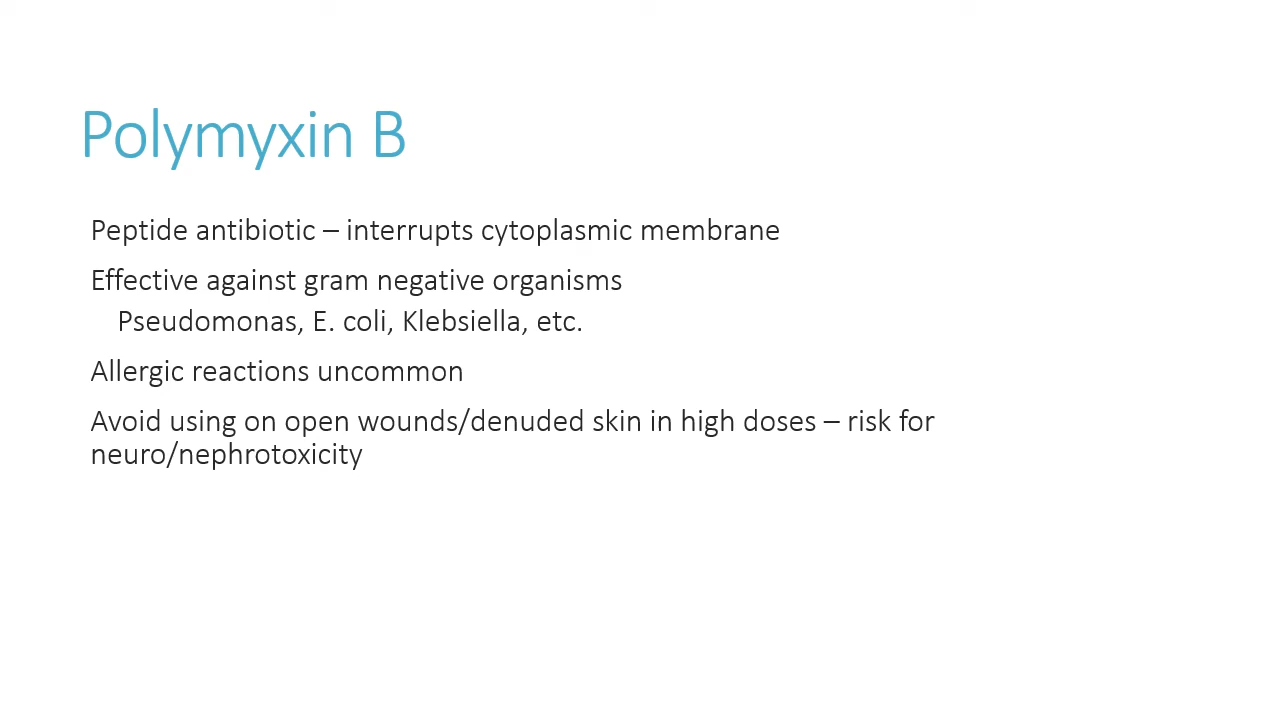 Polymyxin B
Peptide antibiotic – interrupts cytoplasmic membrane
Effective against gram negative organisms
Pseudomonas, E. coli, Klebsiella, etc.
Allergic reactions uncommon
Avoid using on open wounds/denuded skin in high doses – risk for
neuro/nephrotoxicity